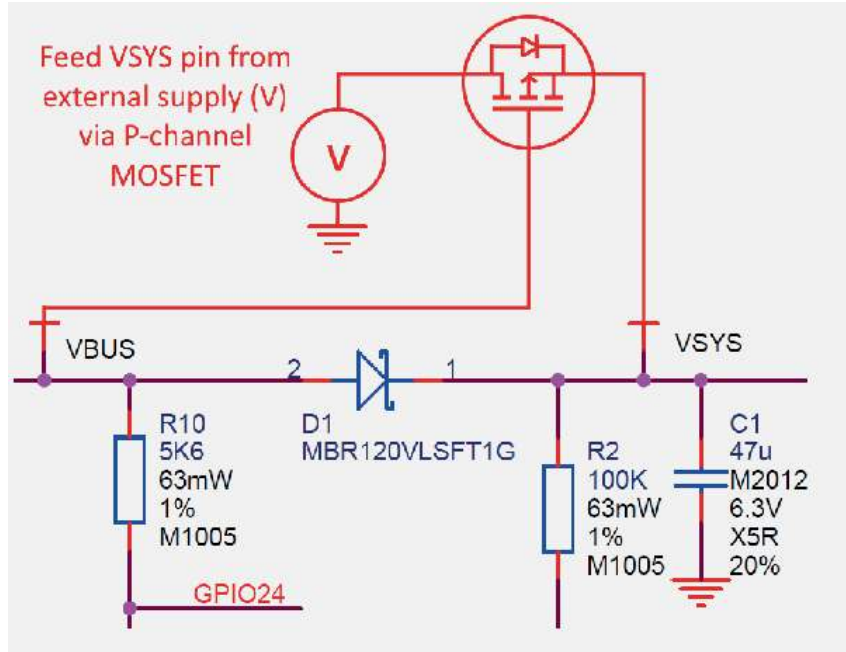 Feed VSYS pin from
external supply (V)
via P-channel
MOSFET
V
VBUS
VSYS
2
1
R10
5K6
63mW
1%
M1005
D1
MBR120VLSFT1G
R2
100K
63mW
1%
M1005
C1
47u
M2012
6.3V
X5R
20%
GPIO24